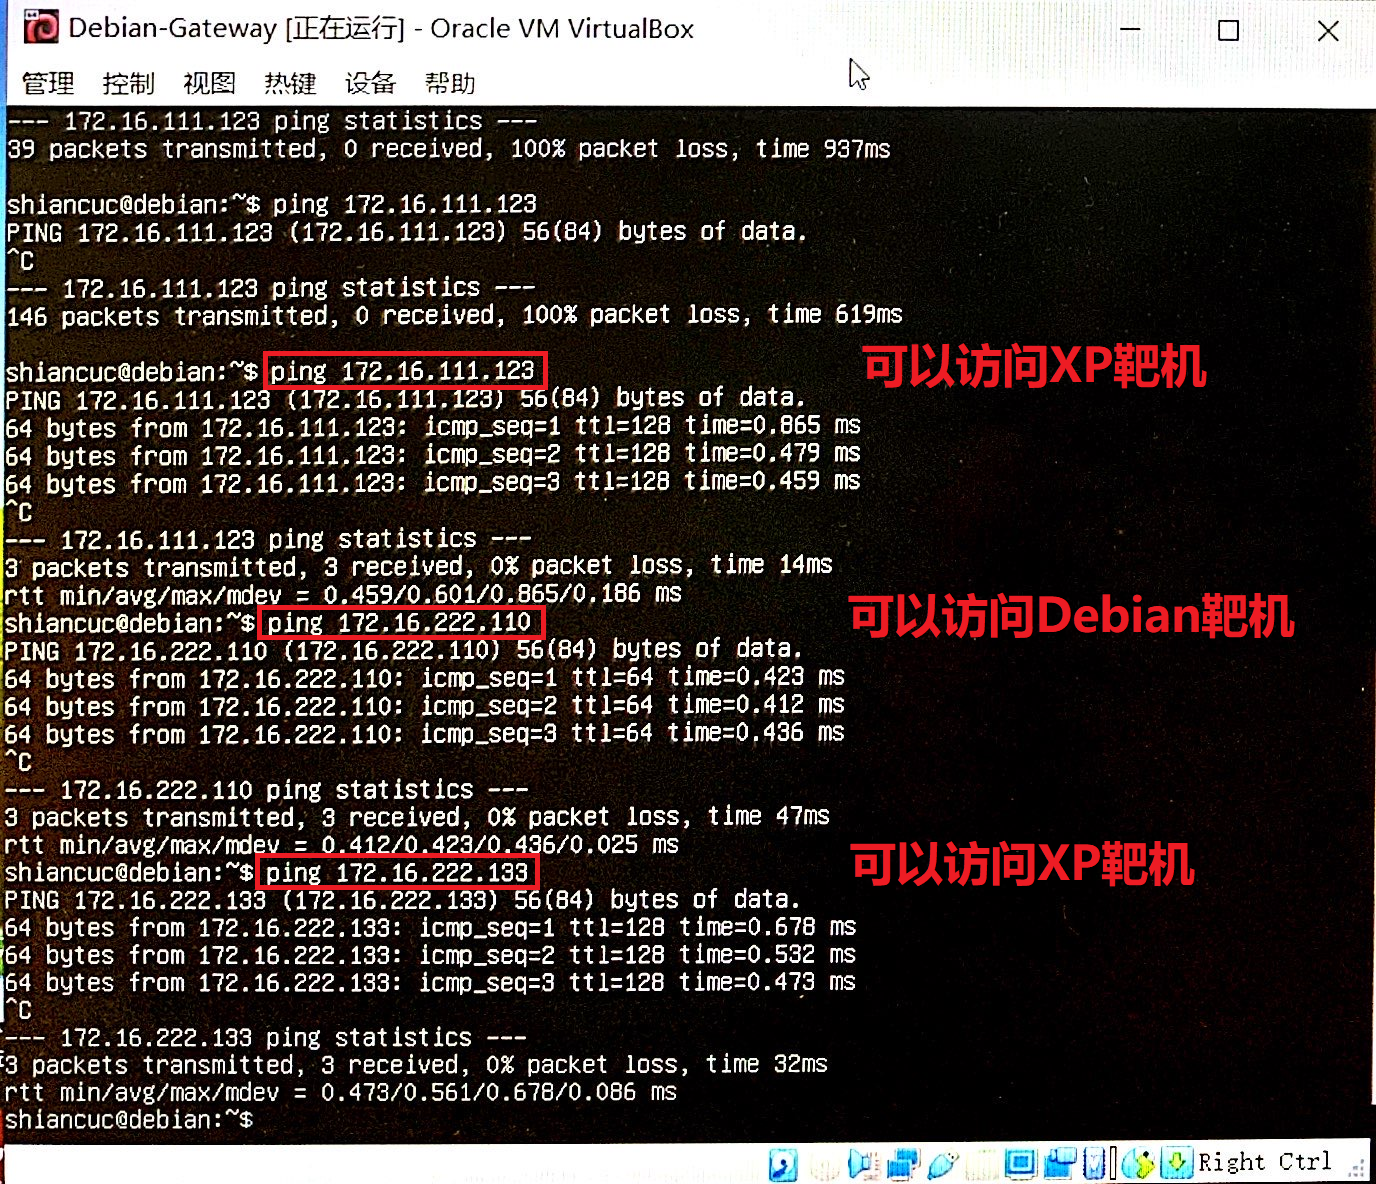 Debian-Gateway [正在运行] - Oracle VM VirtualBox
管理 控制 视图 热键 设备 帮助
--- 172.16.111.123 ping statistics ---
39 packets transmitted, 0 received, 100% packet loss, time 937ms
shiancuc@debian:~$ ping 172.16.111.123
PING 172.16.111.123 (172.16.111.123) 56(84) bytes of data.
^C
--- 172.16.111.123 ping statistics ---
146 packets transmitted, 0 received, 100% packet loss, time 619ms
shiancuc@debian:~$ ping 172.16.111.123
可以访问XP靶机
PING 172.16.111.123 (172.16.111.123) 56(84) bytes of data.
64 bytes from 172.16.111.123: icmp_seq=1 ttl=128 time=0.865 ms
64 bytes from 172.16.111.123: icmp_seq=2 ttl=128 time=0.479 ms
64 bytes from 172.16.111.123: icmp_seq=3 ttl=128 time=0.459 ms
^C
--- 172.16.111.123 ping statistics ---
3 packets transmitted, 3 received, 0% packet loss, time 14ms
rtt min/avg/max/mdev = 0.459/0.601/0.865/0.186 ms
shiancuc@debian:~$ ping 172.16.222.110
可以访问Debian靶机
PING 172.16.222.110 (172.16.222.110) 56(84) bytes of data.
64 bytes from 172.16.222.110: icmp_seq=1 ttl=64 time=0.423 ms
64 bytes from 172.16.222.110: icmp_seq=2 ttl=64 time=0.412 ms
64 bytes from 172.16.222.110: icmp_seq=3 ttl=64 time=0.436 ms
^C
--- 172.16.222.110 ping statistics ---
3 packets transmitted, 3 received, 0% packet loss, time 47ms
rtt min/avg/max/mdev = 0.412/0.423/0.436/0.025 ms
shiancuc@debian:~$ ping 172.16.222.133
可以访问XP靶机
PING 172.16.222.133 (172.16.222.133) 56(84) bytes of data.
64 bytes from 172.16.222.133: icmp_seq=1 ttl=128 time=0.678 ms
64 bytes from 172.16.222.133: icmp_seq=2 ttl=128 time=0.532 ms
64 bytes from 172.16.222.133: icmp_seq=3 ttl=128 time=0.473 ms
^C
--- 172.16.222.133 ping statistics ---
3 packets transmitted, 3 received, 0% packet loss, time 32ms
rtt min/avg/max/mdev = 0.473/0.561/0.678/0.086 ms
shiancuc@debian:~$
Right Ctrl